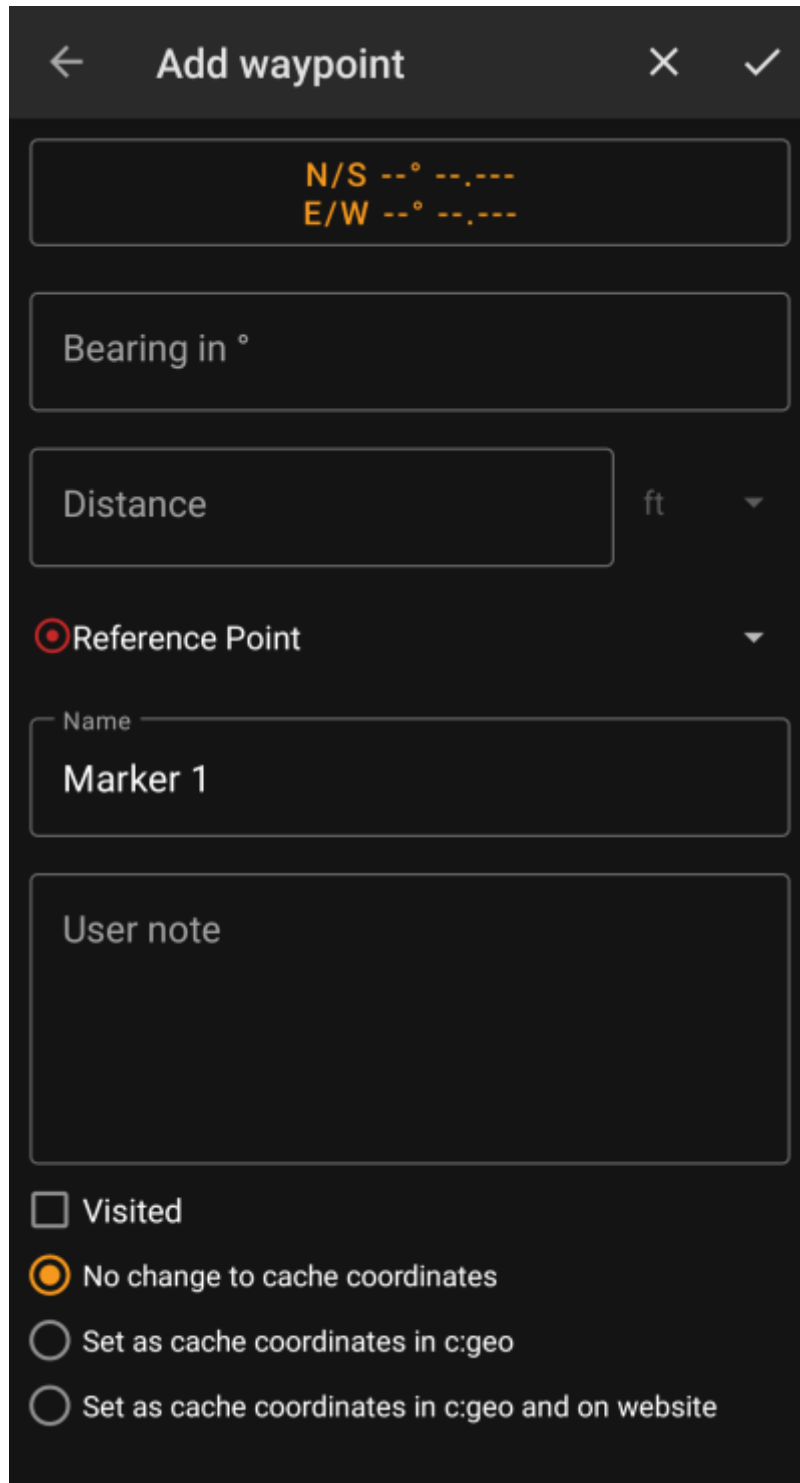 Add waypoint
N/S --° --.---
E/W --° --.---
Bearing in °
Distance
ft
Reference Point
Name
Marker 1
User note
Visited
No change to cache coordinates
Set as cache coordinates in c:geo
Set as cache coordinates in c:geo and on website